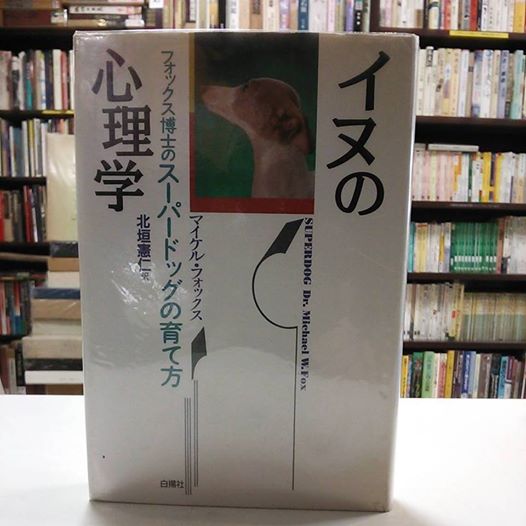 イヌの
心理学
フォックス博士のスーパードッグの育て方
マイケル・フォックス
北垣憲仁 訳
SUPERDOG Dr. Michael W. Fox
白揚社